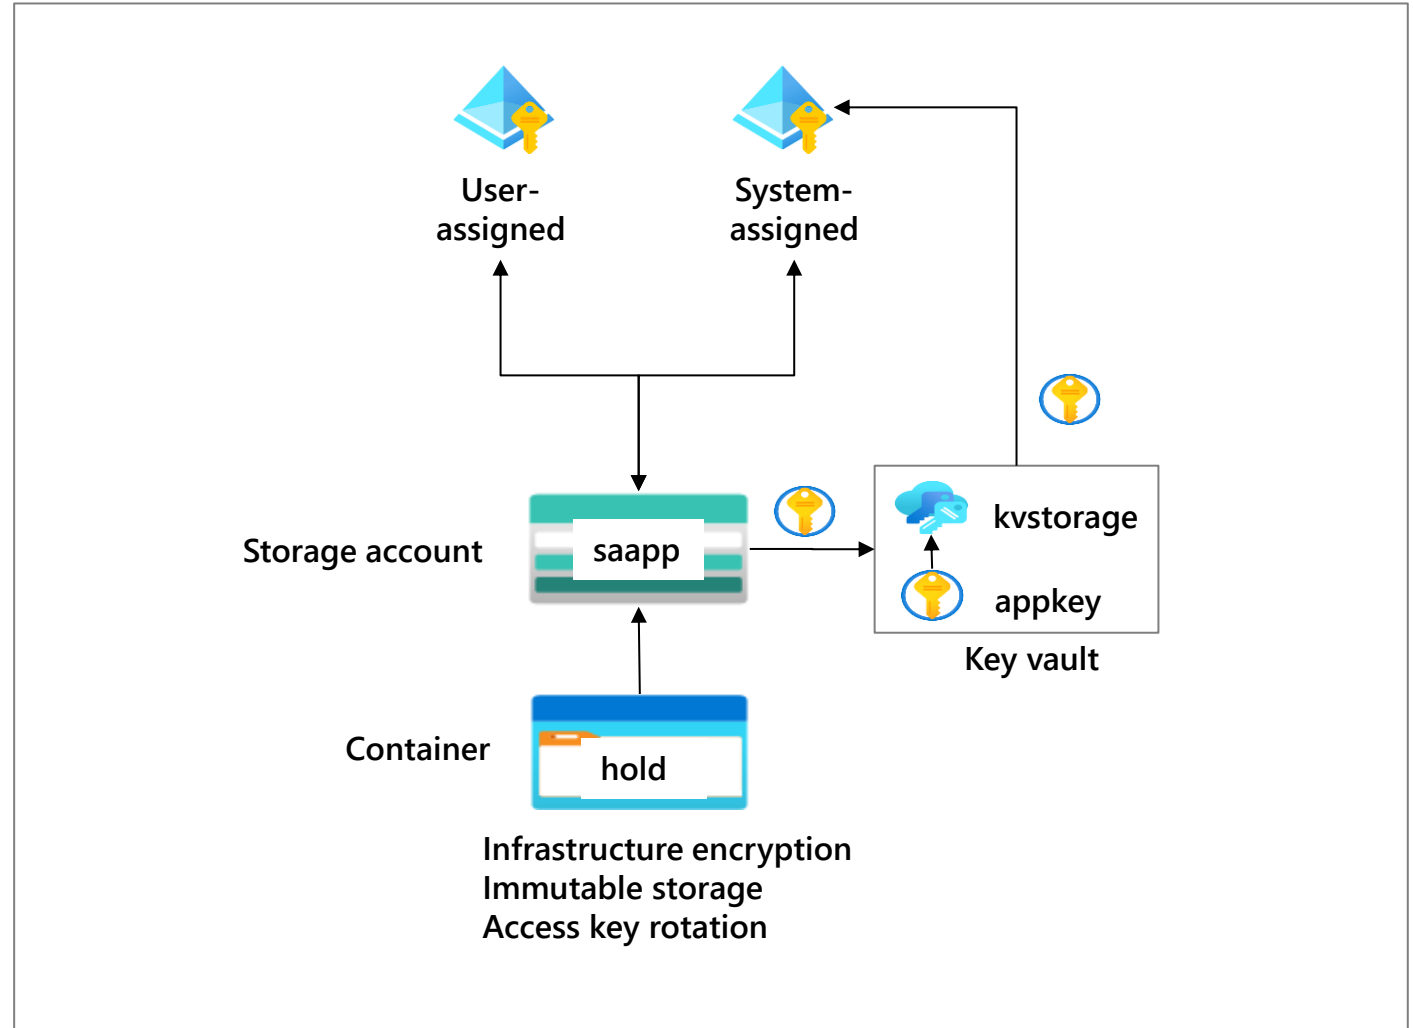 User-
assigned
System-
assigned
Storage account
saapp
kvstorage
appkey
Key vault
Container
hold
Infrastructure encryption
Immutable storage
Access key rotation